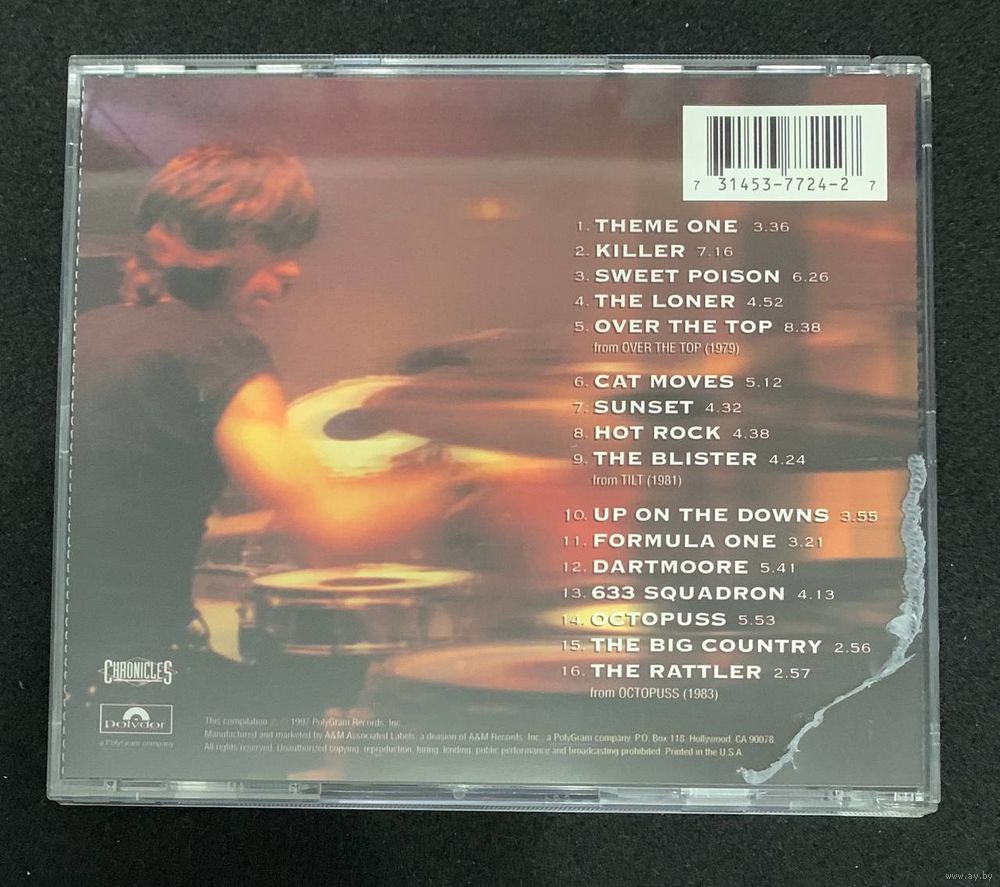 7 31453-7724-2 7
1. THEME ONE 3.36
2. KILLER 7.16
3. SWEET POISON 6.26
4. THE LONER 4.52
5. OVER THE TOP 8.38
from OVER THE TOP (1979)
6. CAT MOVES 5.12
7. SUNSET 4.32
8. HOT ROCK 4.38
9. THE BLISTER 4.24
from TILT (1981)
10. UP ON THE DOWNS 3.55
11. FORMULA ONE 3.21
12. DARTMOORE 5.41
13. 633 SQUADRON 4.13
14. OCTOPUSS 5.53
15. THE BIG COUNTRY 2.56
16. THE RATTLER 2.57
from OCTOPUSS (1983)
CHRONICLES
polydor
a PolyGram company
This compilation ℗ © 1997 PolyGram Records, Inc.
Manufactured and marketed by A&M Associated Labels, a division of A&M Records, Inc., a PolyGram company, P.O. Box 118, Hollywood, CA 90078.
All rights reserved. Unauthorized copying, reproduction, hiring, lending, public performance and broadcasting prohibited. Printed in the U.S.A.
www.ay.by